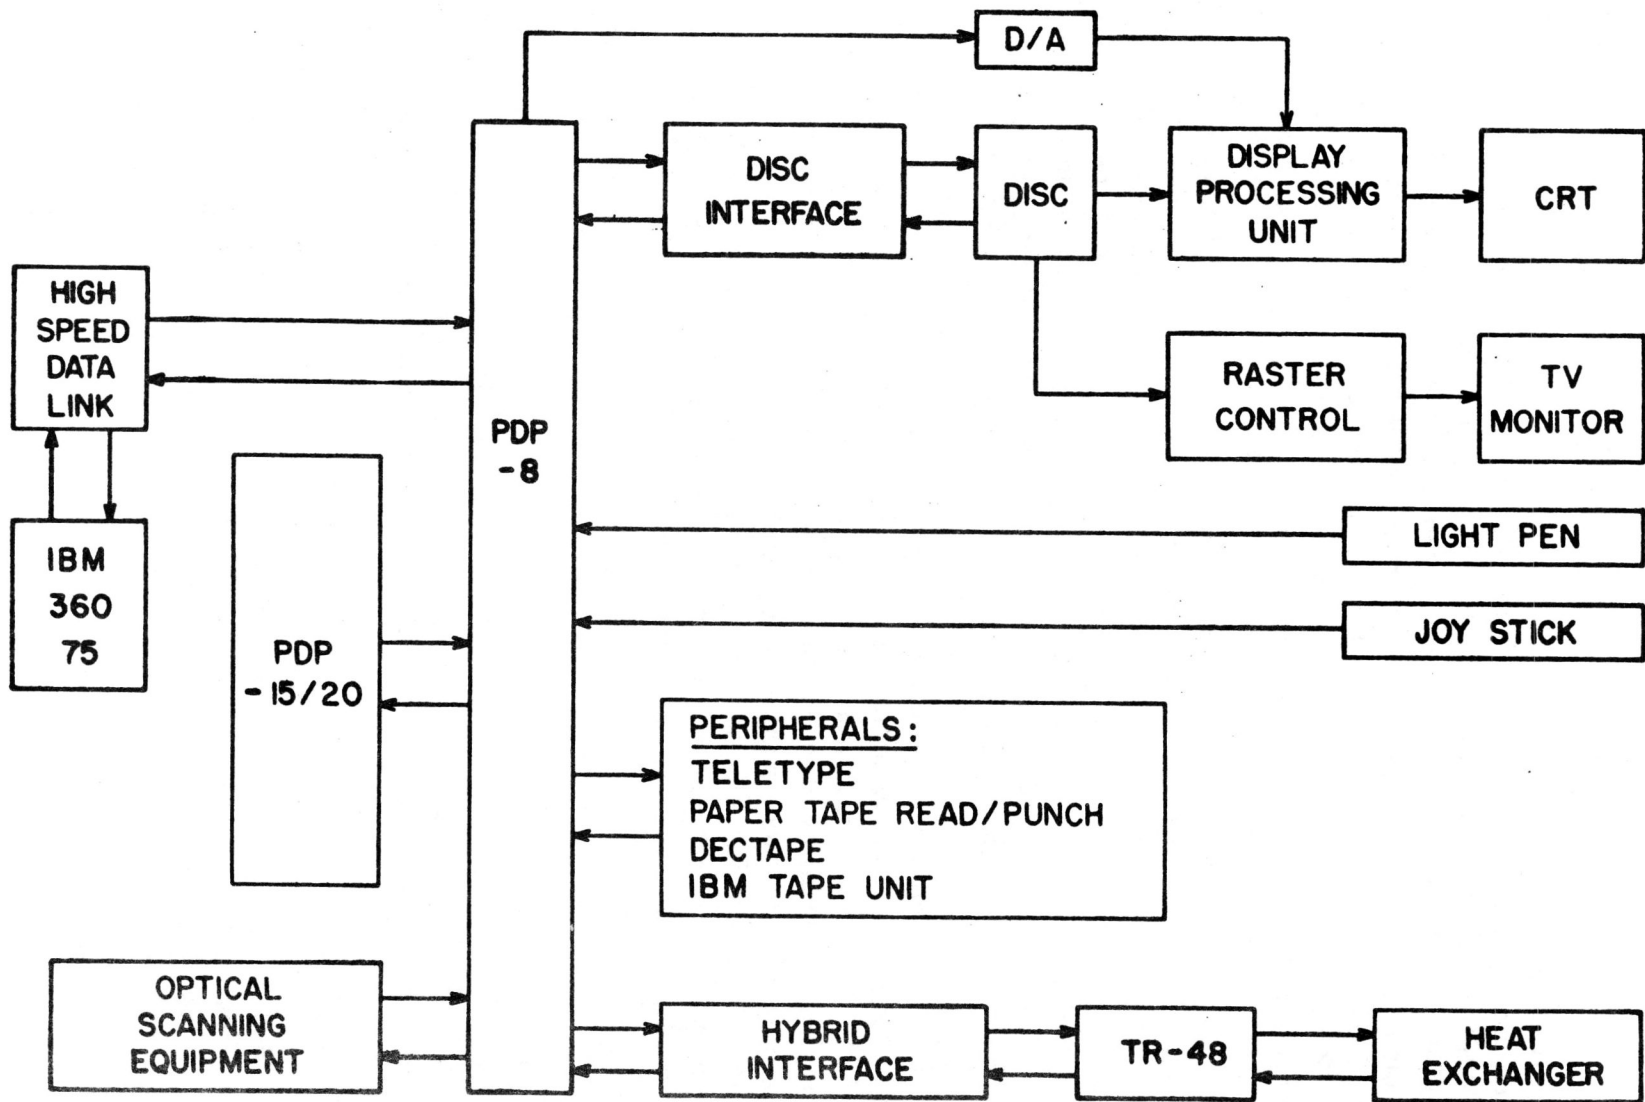 D/A
DISC
INTERFACE
DISC
DISPLAY
PROCESSING
UNIT
CRT
HIGH
SPEED
DATA
LINK
RASTER
CONTROL
TV
MONITOR
PDP
-8
IBM
360
75
PDP
-15/20
LIGHT PEN
JOY STICK
PERIPHERALS:
TELETYPE
PAPER TAPE READ/PUNCH
DECTAPE
IBM TAPE UNIT
OPTICAL
SCANNING
EQUIPMENT
HYBRID
INTERFACE
TR-48
HEAT
EXCHANGER